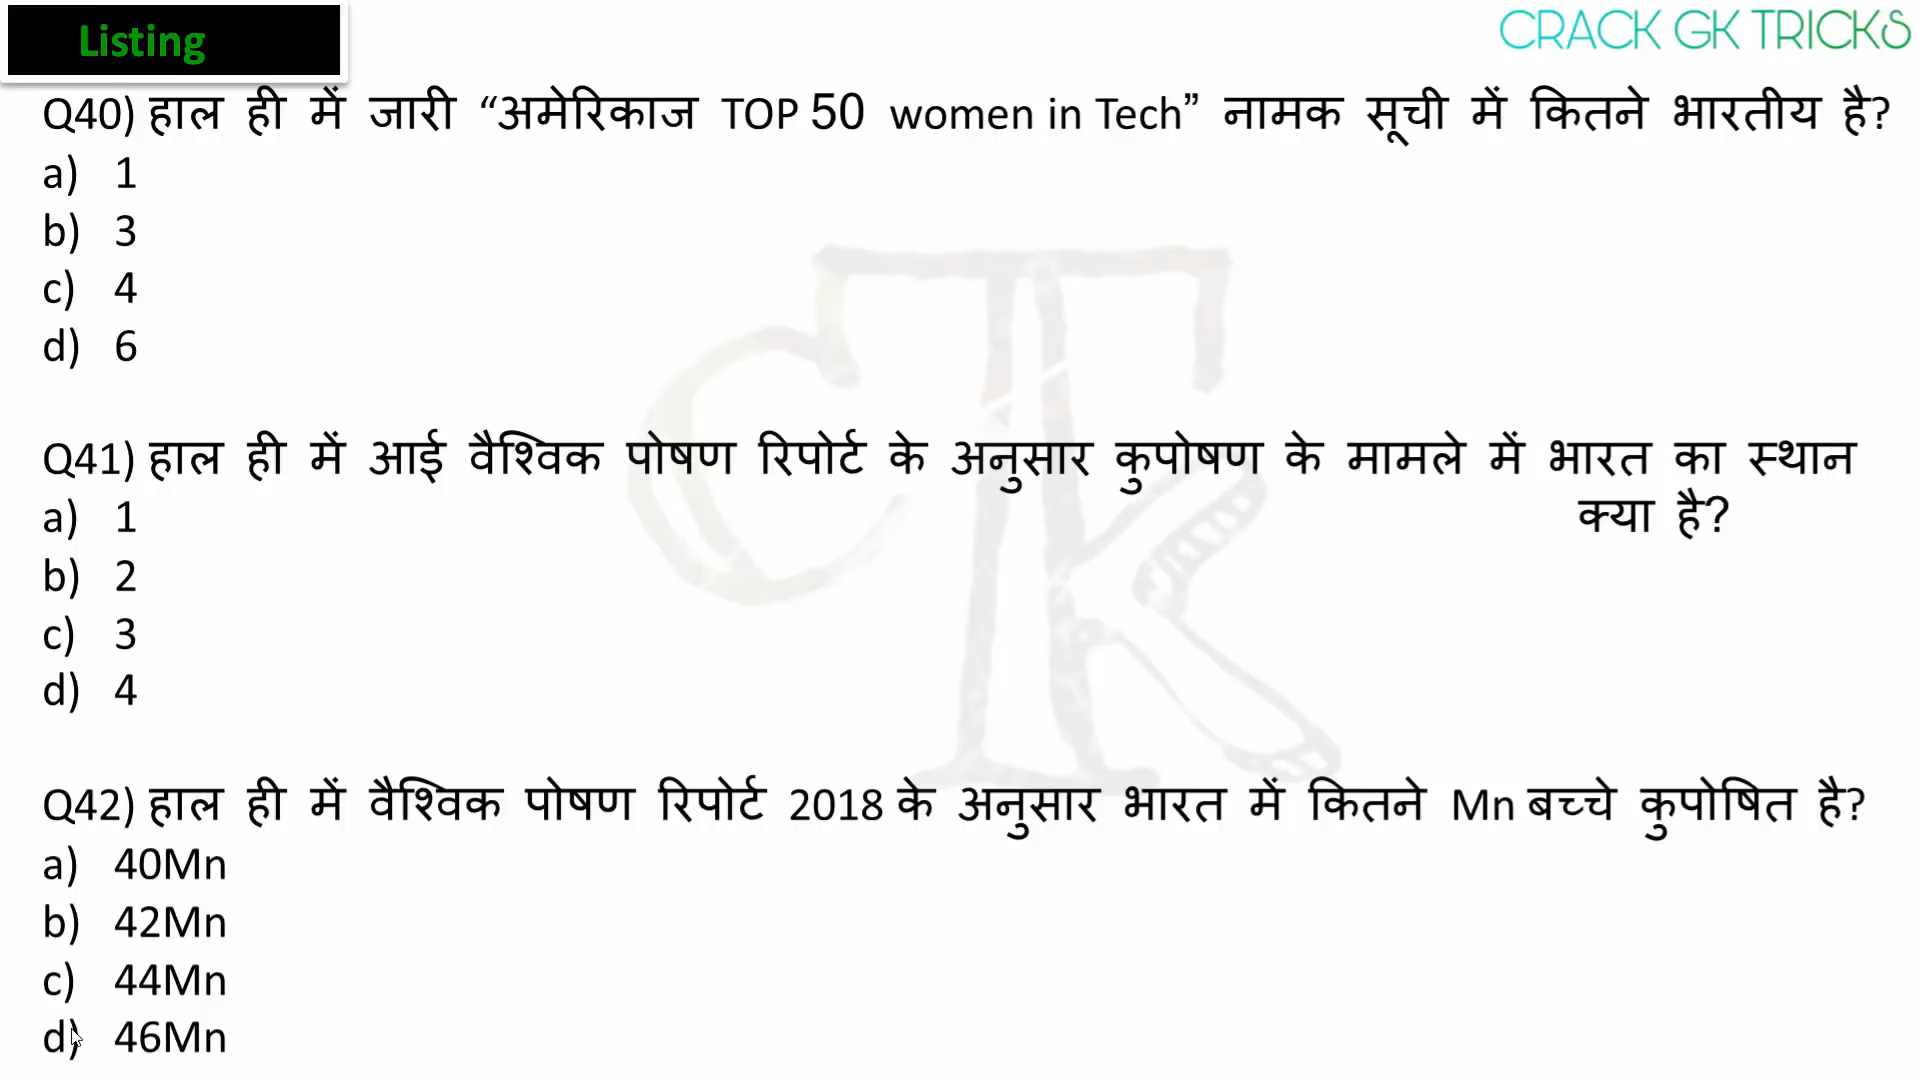 Listing
CRACK GK TRICKS
Q40) हाल ही में जारी “अमेरिकाज TOP 50 women in Tech” नामक सूची में कितने भारतीय है?
a) 1
b) 3
c) 4
d) 6
Q41) हाल ही में आई वैश्विक पोषण रिपोर्ट के अनुसार कुपोषण के मामले में भारत का स्थान
क्या है?
a) 1
b) 2
c) 3
d) 4
Q42) हाल ही में वैश्विक पोषण रिपोर्ट 2018 के अनुसार भारत में कितने Mn बच्चे कुपोषित है?
a) 40Mn
b) 42Mn
c) 44Mn
d) 46Mn
CTK